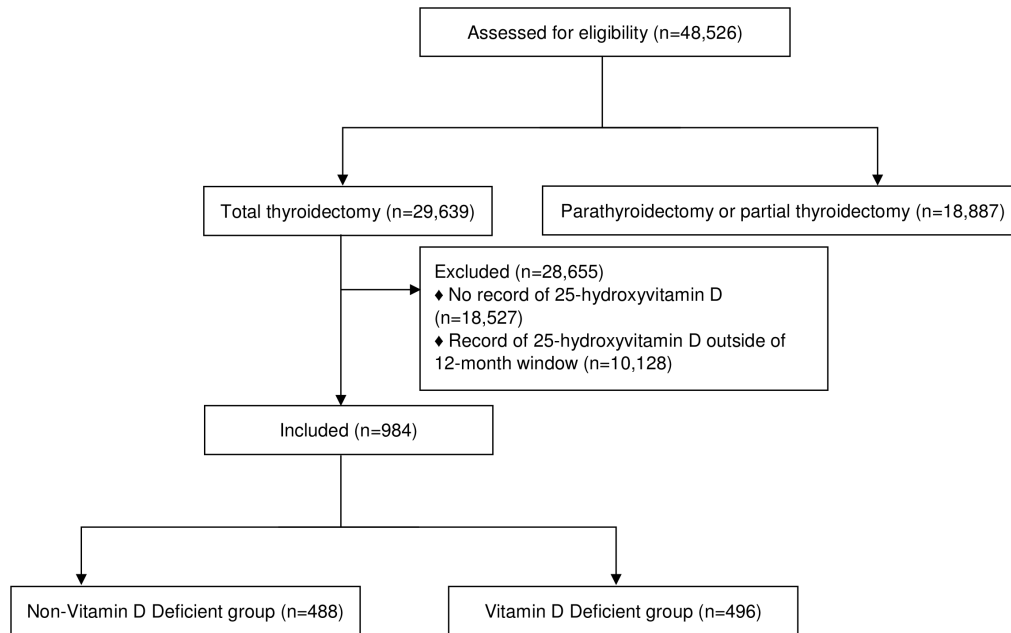 Assessed for eligibility (n=48,526)
Total thyroidectomy (n=29,639)
Parathyroidectomy or partial thyroidectomy (n=18,887)
Excluded (n=28,655)
♦ No record of 25-hydroxyvitamin D
(n=18,527)
♦ Record of 25-hydroxyvitamin D outside of
12-month window (n=10,128)
Included (n=984)
Non-Vitamin D Deficient group (n=488)
Vitamin D Deficient group (n=496)